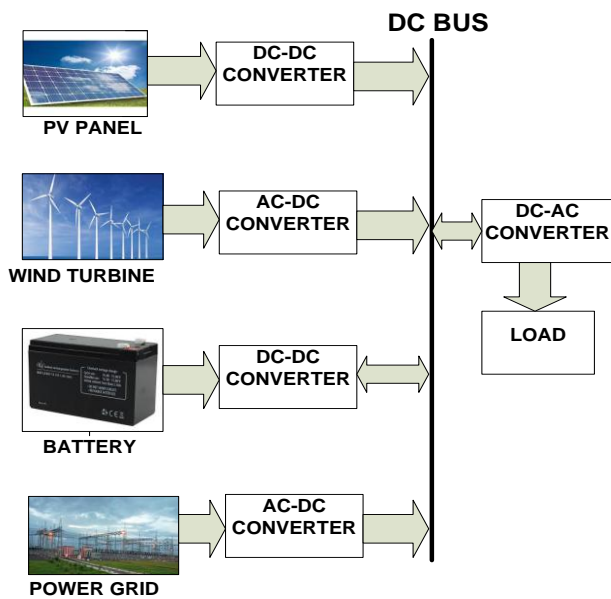 DC BUS
DC-DC
CONVERTER
PV PANEL
AC-DC
CONVERTER
WIND TURBINE
DC-AC
CONVERTER
LOAD
DC-DC
CONVERTER
BATTERY
AC-DC
CONVERTER
POWER GRID